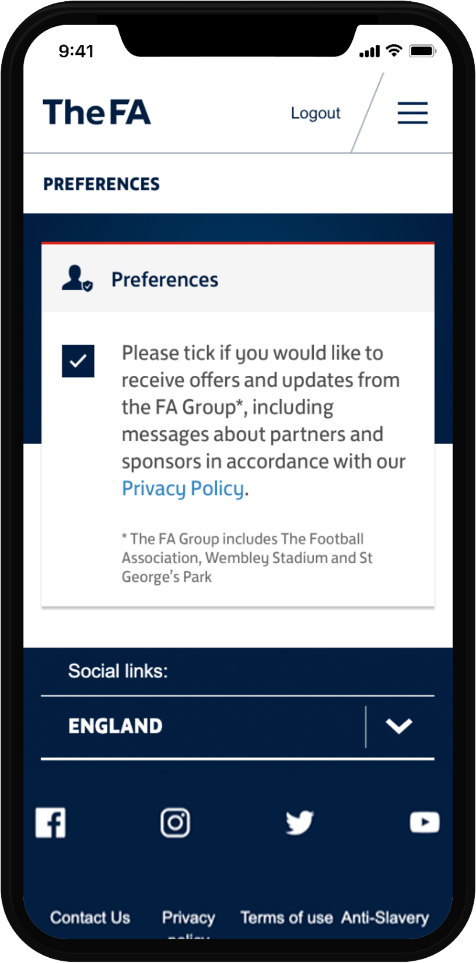 9:41
TheFA
Logout
PREFERENCES
Preferences
Please tick if you would like to
receive offers and updates from
the FA Group*, including
messages about partners and
sponsors in accordance with our
Privacy Policy.
* The FA Group includes The Football
Association, Wembley Stadium and St
George's Park
Social links:
ENGLAND
Contact Us Privacy Terms of use Anti-Slavery
policy